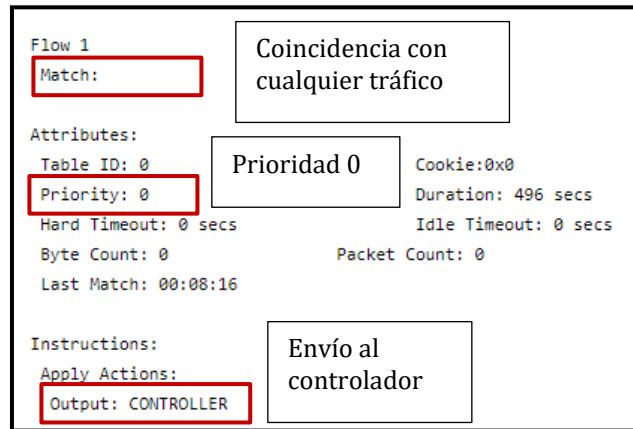 Flow 1
Match:
Coincidencia con
cualquier tráfico
Attributes:
Table ID: 0
Prioridad 0
Cookie:0x0
Priority: 0
Duration: 496 secs
Hard Timeout: 0 secs
Idle Timeout: 0 secs
Byte Count: 0
Packet Count: 0
Last Match: 00:08:16
Instructions:
Apply Actions:
Output: CONTROLLER
Envío al
controlador